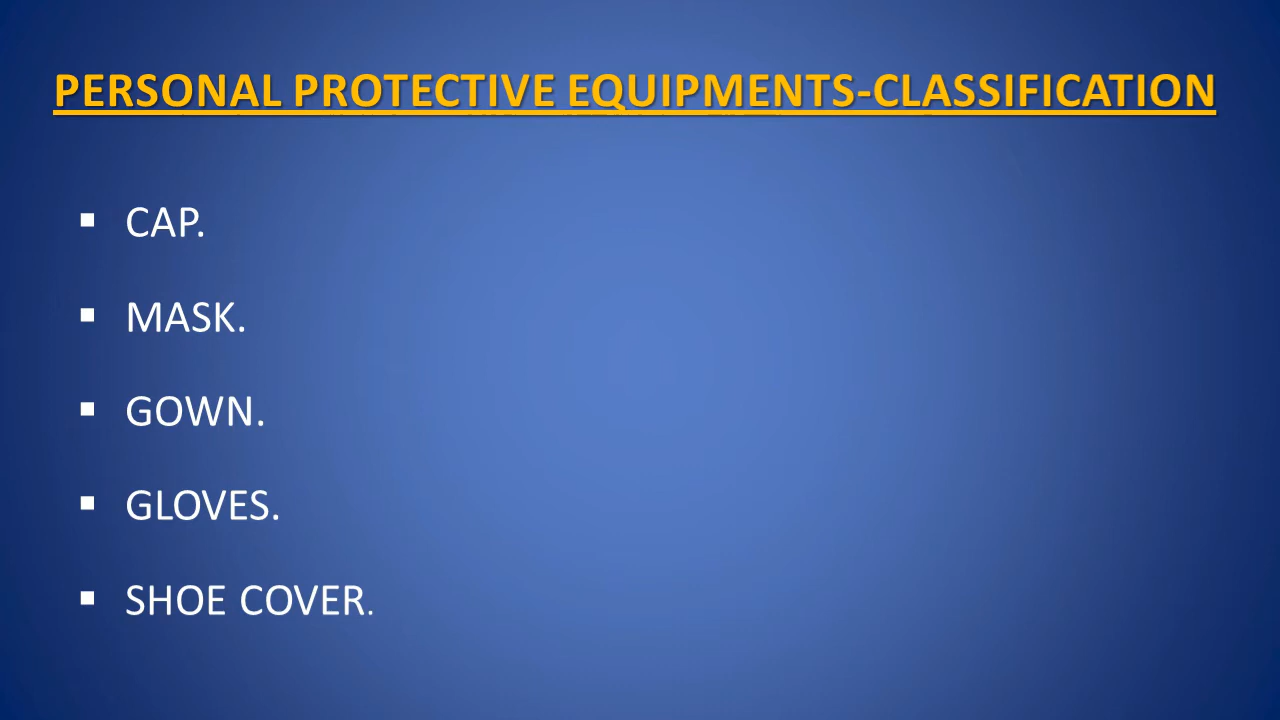 PERSONAL PROTECTIVE EQUIPMENTS-CLASSIFICATION
▪ CAP.
▪ MASK.
▪ GOWN.
▪ GLOVES.
▪ SHOE COVER.